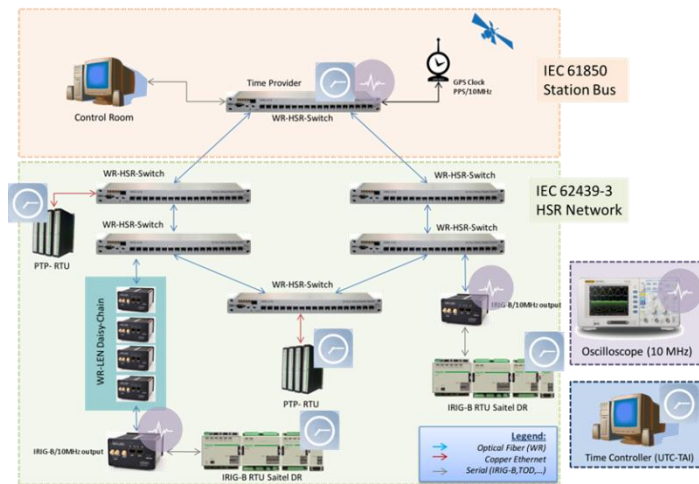 Time Provider
IEC 61850
Station Bus
GPS Clock
PPS/10MHz
Control Room
WR-HSR-Switch
WR-HSR-Switch
WR-HSR-Switch
IEC 62439-3
HSR Network
WR-HSR-Switch
WR-HSR-Switch
PTP- RTU
WR-HSR-Switch
WR-LEN Daisy-Chain
IRIG-B/10MHz output
Oscilloscope (10 MHz)
PTP- RTU
IRIG-B RTU Saitel DR
IRIG-B/10MHz output
IRIG-B RTU Saitel DR
Legend:
Optical Fiber (WR)
Copper Ethernet
Serial (IRIG-B,TOD,...)
Time Controller (UTC-TAI)